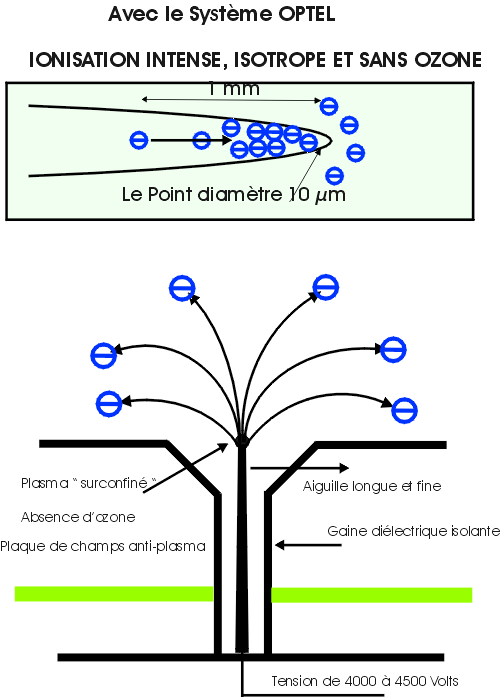 Avec le Système OPTEL
IONISATION INTENSE, ISOTROPE ET SANS OZONE
1 mm
Le Point diamètre 10 µm
Plasma " surconfiné "
Aiguille longue et fine
Absence d'ozone
Gaine diélectrique isolante
Plaque de champs anti-plasma
Tension de 4000 à 4500 Volts